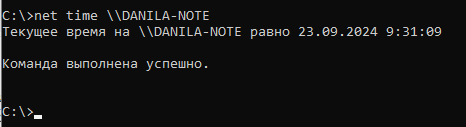 C:\>net time \\DANILA-NOTE
Текущее время на \\DANILA-NOTE равно 23.09.2024 9:31:09
Команда выполнена успешно.
C:\>